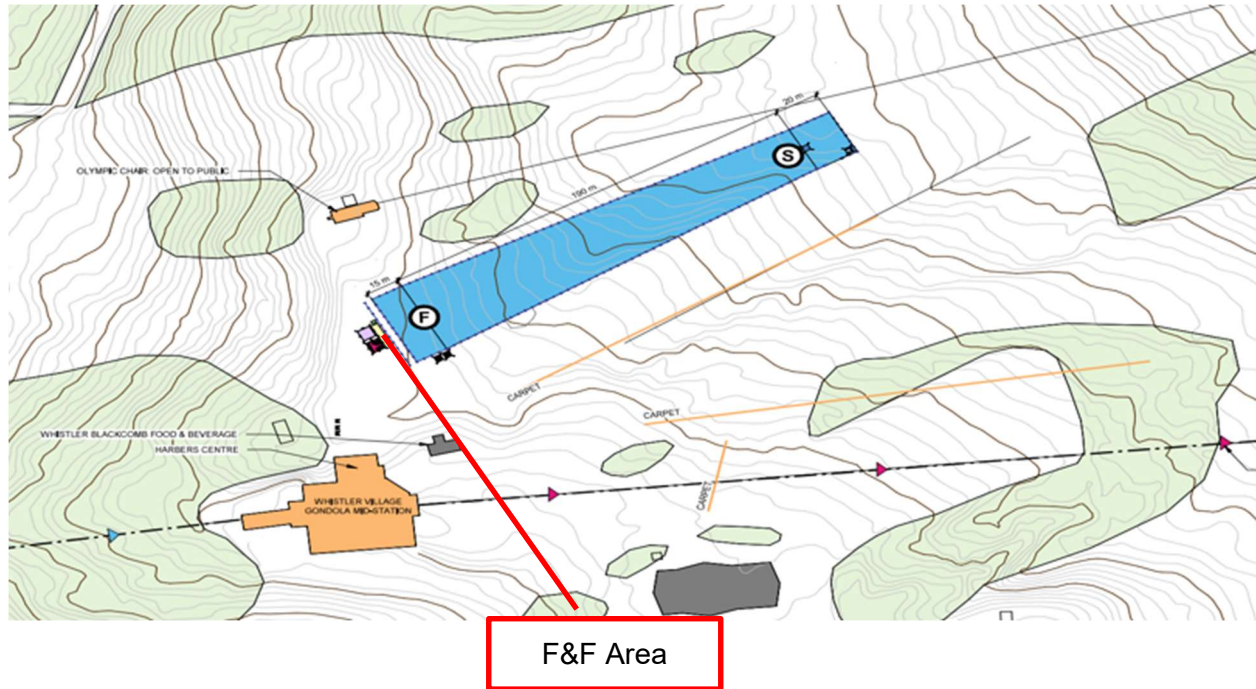 20 m
S
OLYMPIC CHAIR: OPEN TO PUBLIC
190 m
15 m
F
CARPET
CARPET
WHISTLER BLACKCOMB FOOD & BEVERAGE
HARBERS CENTRE
WHISTLER VILLAGE
GONDOLA MID-STATION
CARPET
F&F Area